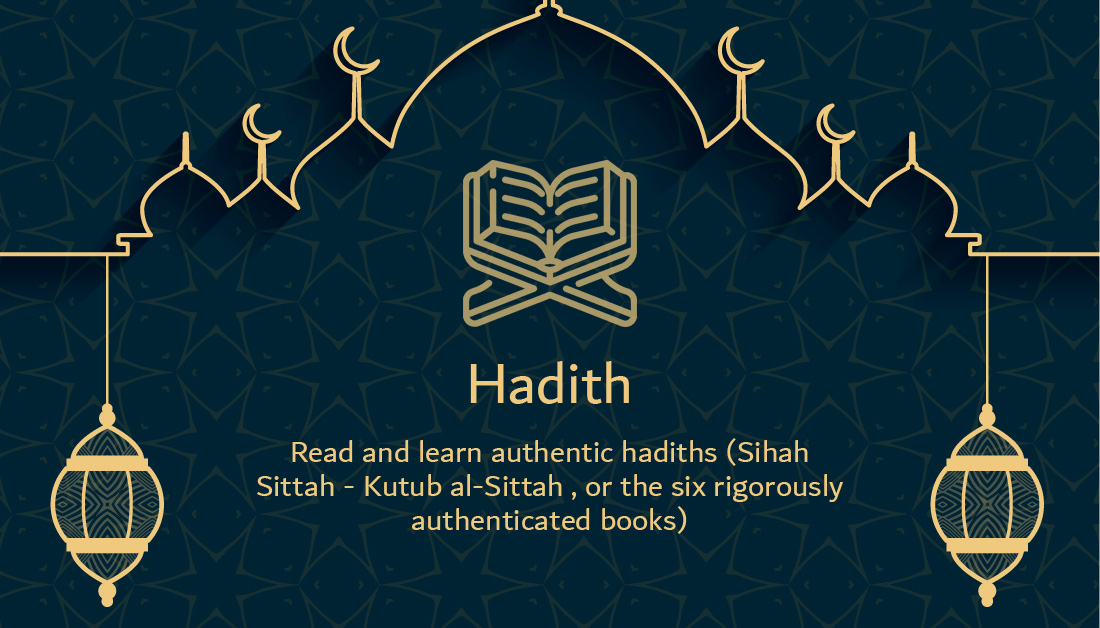 Hadith
Read and learn authentic hadiths (Sihah
Sittah - Kutub al-Sittah , or the six rigorously
authenticated books)